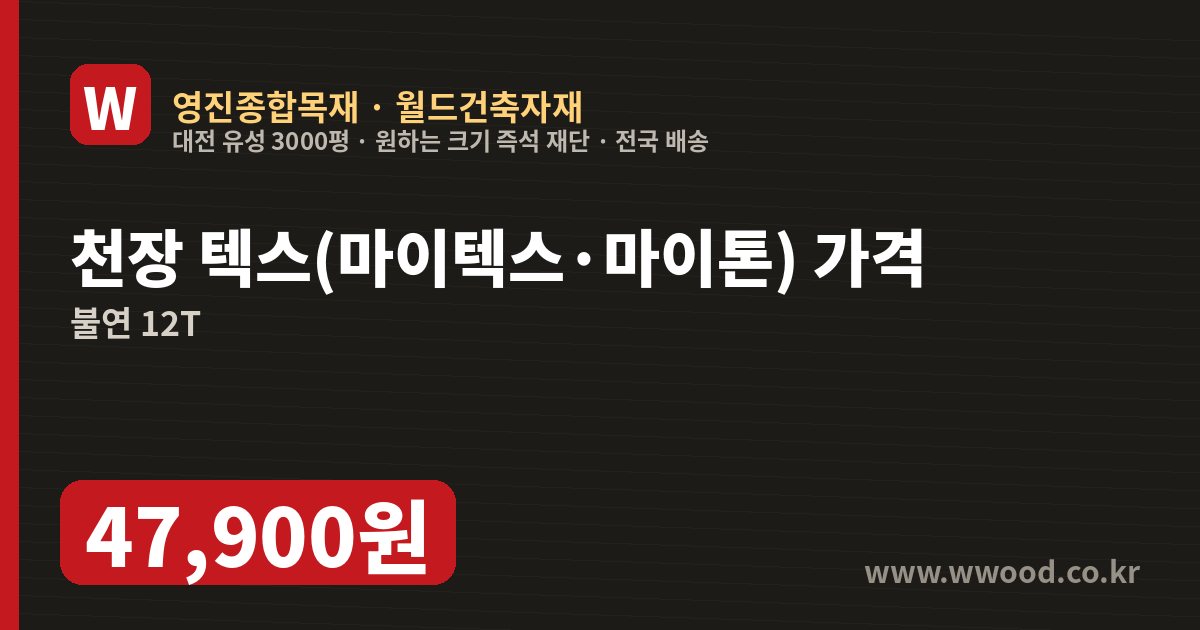 W
영진종합목재 · 월드건축자재
대전 유성 3000평 · 원하는 크기 즉석 재단 · 전국 배송
천장 텍스(마이텍스·마이톤) 가격
불연 12T
47,900원
www.wwood.co.kr